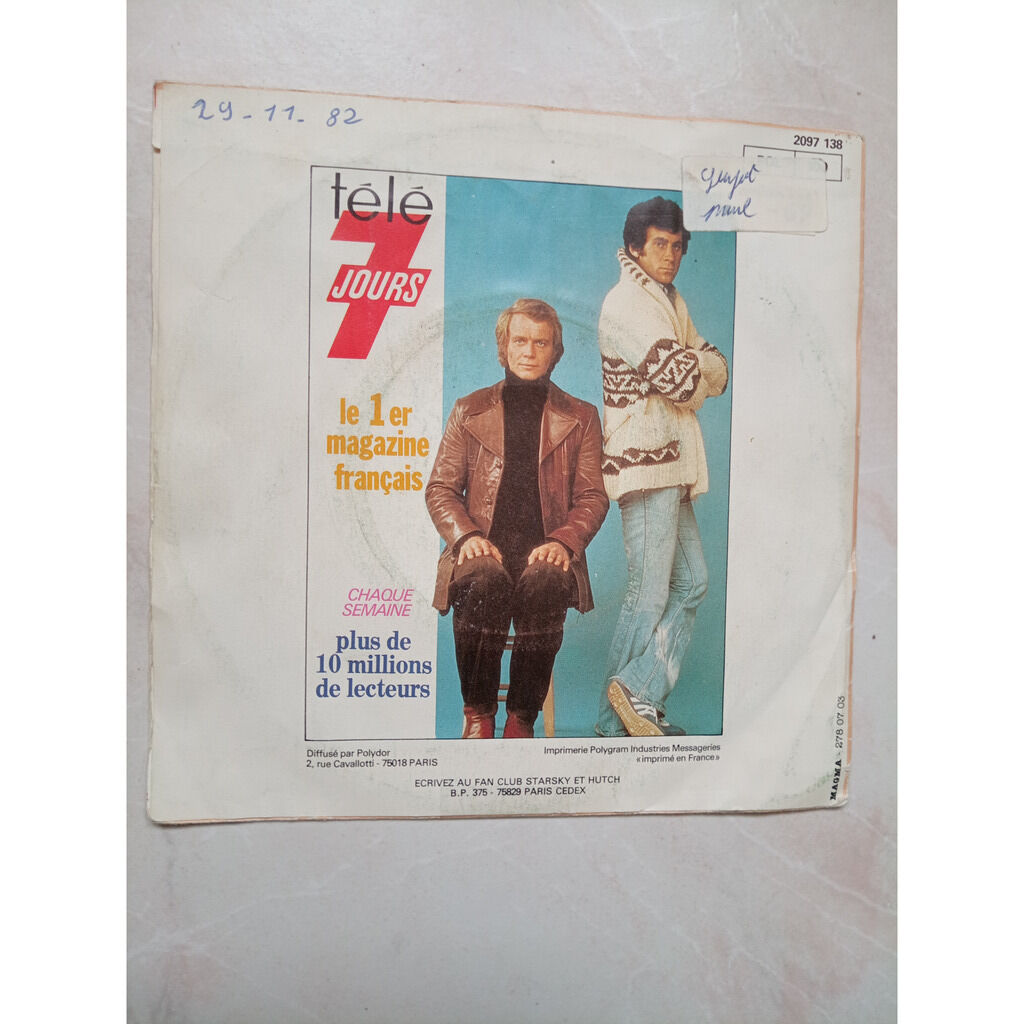 29-11-82
2097 138
télé
7
JOURS
le 1er
magazine
français
CHAQUE
SEMAINE
plus de
10 millions
de lecteurs
Diffusé par Polydor
2, rue Cavallotti - 75018 PARIS
Imprimerie Polygram Industries Messageries
«imprimé en France»
ECRIVEZ AU FAN CLUB STARSKY ET HUTCH
B.P. 375 - 75829 PARIS CEDEX
MAGMA - 278 07 03